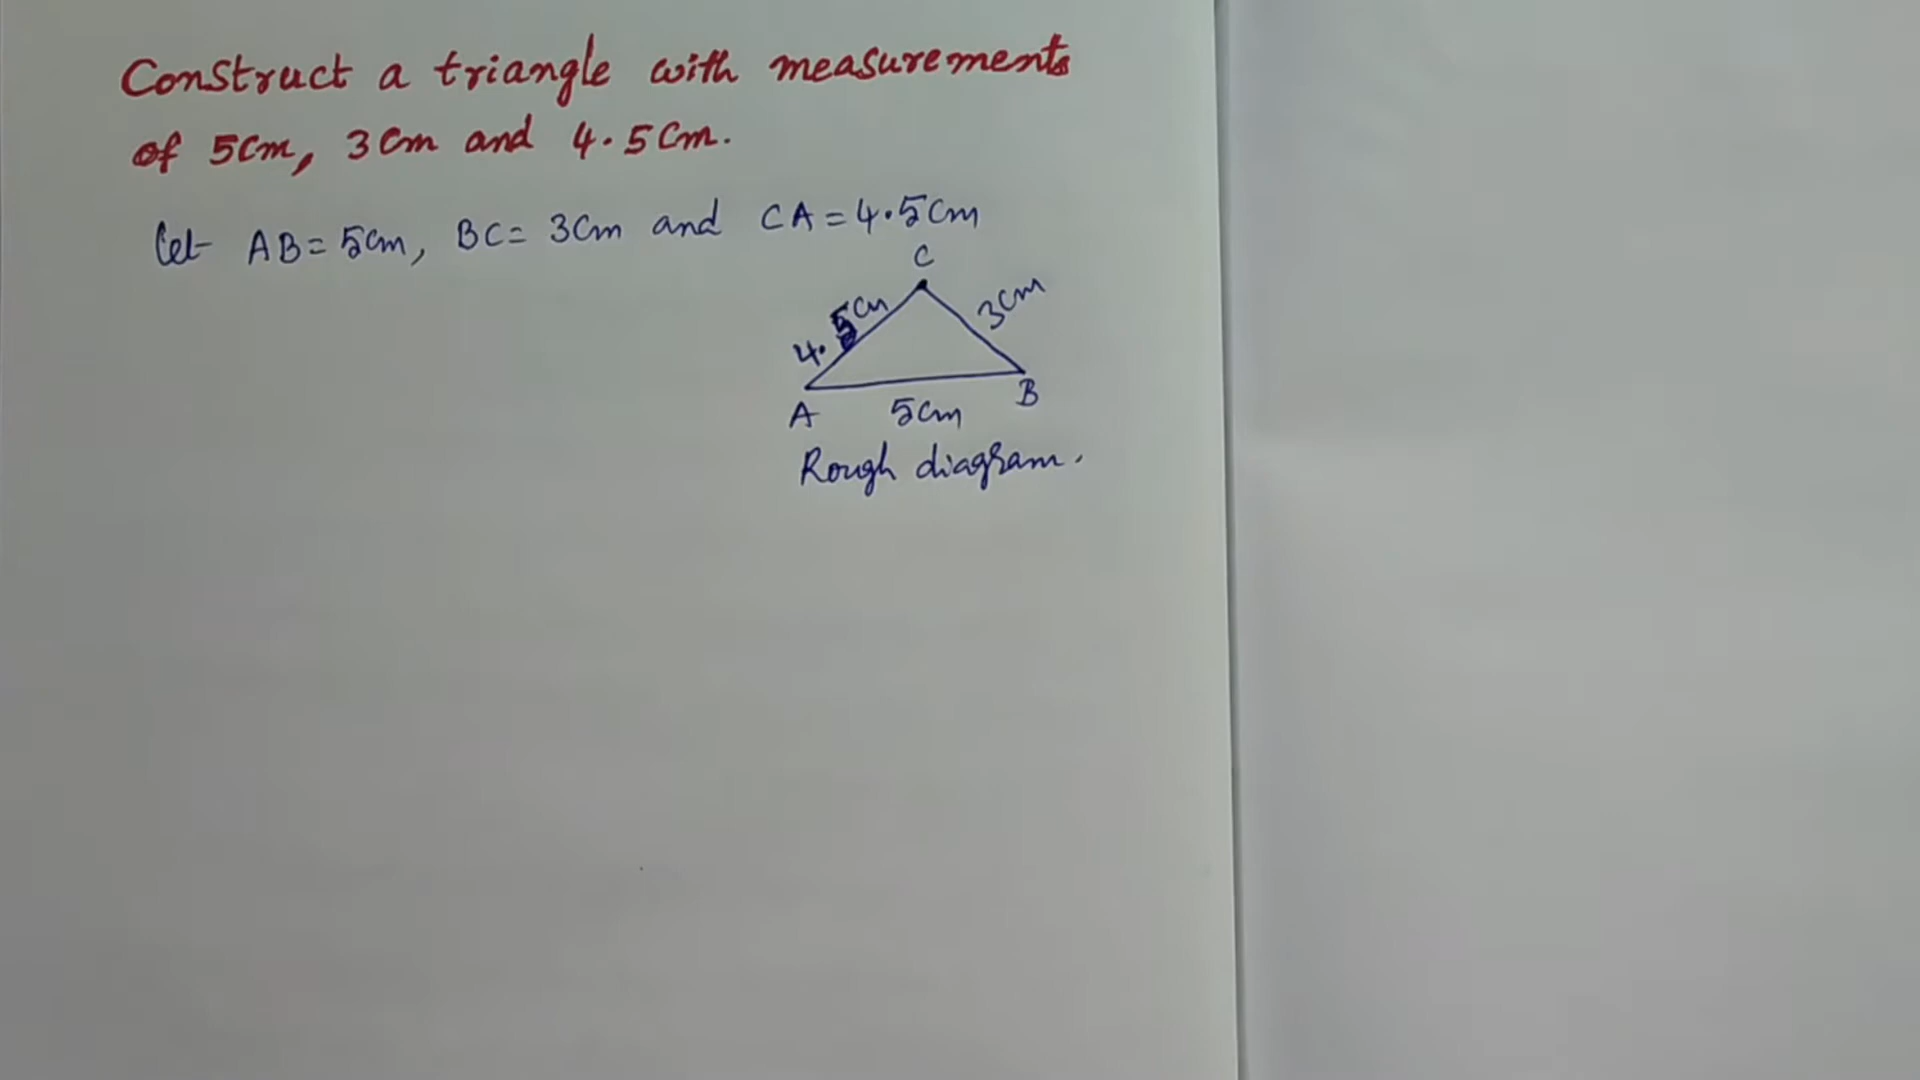 Construct a triangle with measurements
of 5cm, 3cm and 4.5cm.
Let AB = 5cm, BC = 3cm and CA = 4.5cm
C
4.5cm
3cm
A
5cm
B
Rough diagram.